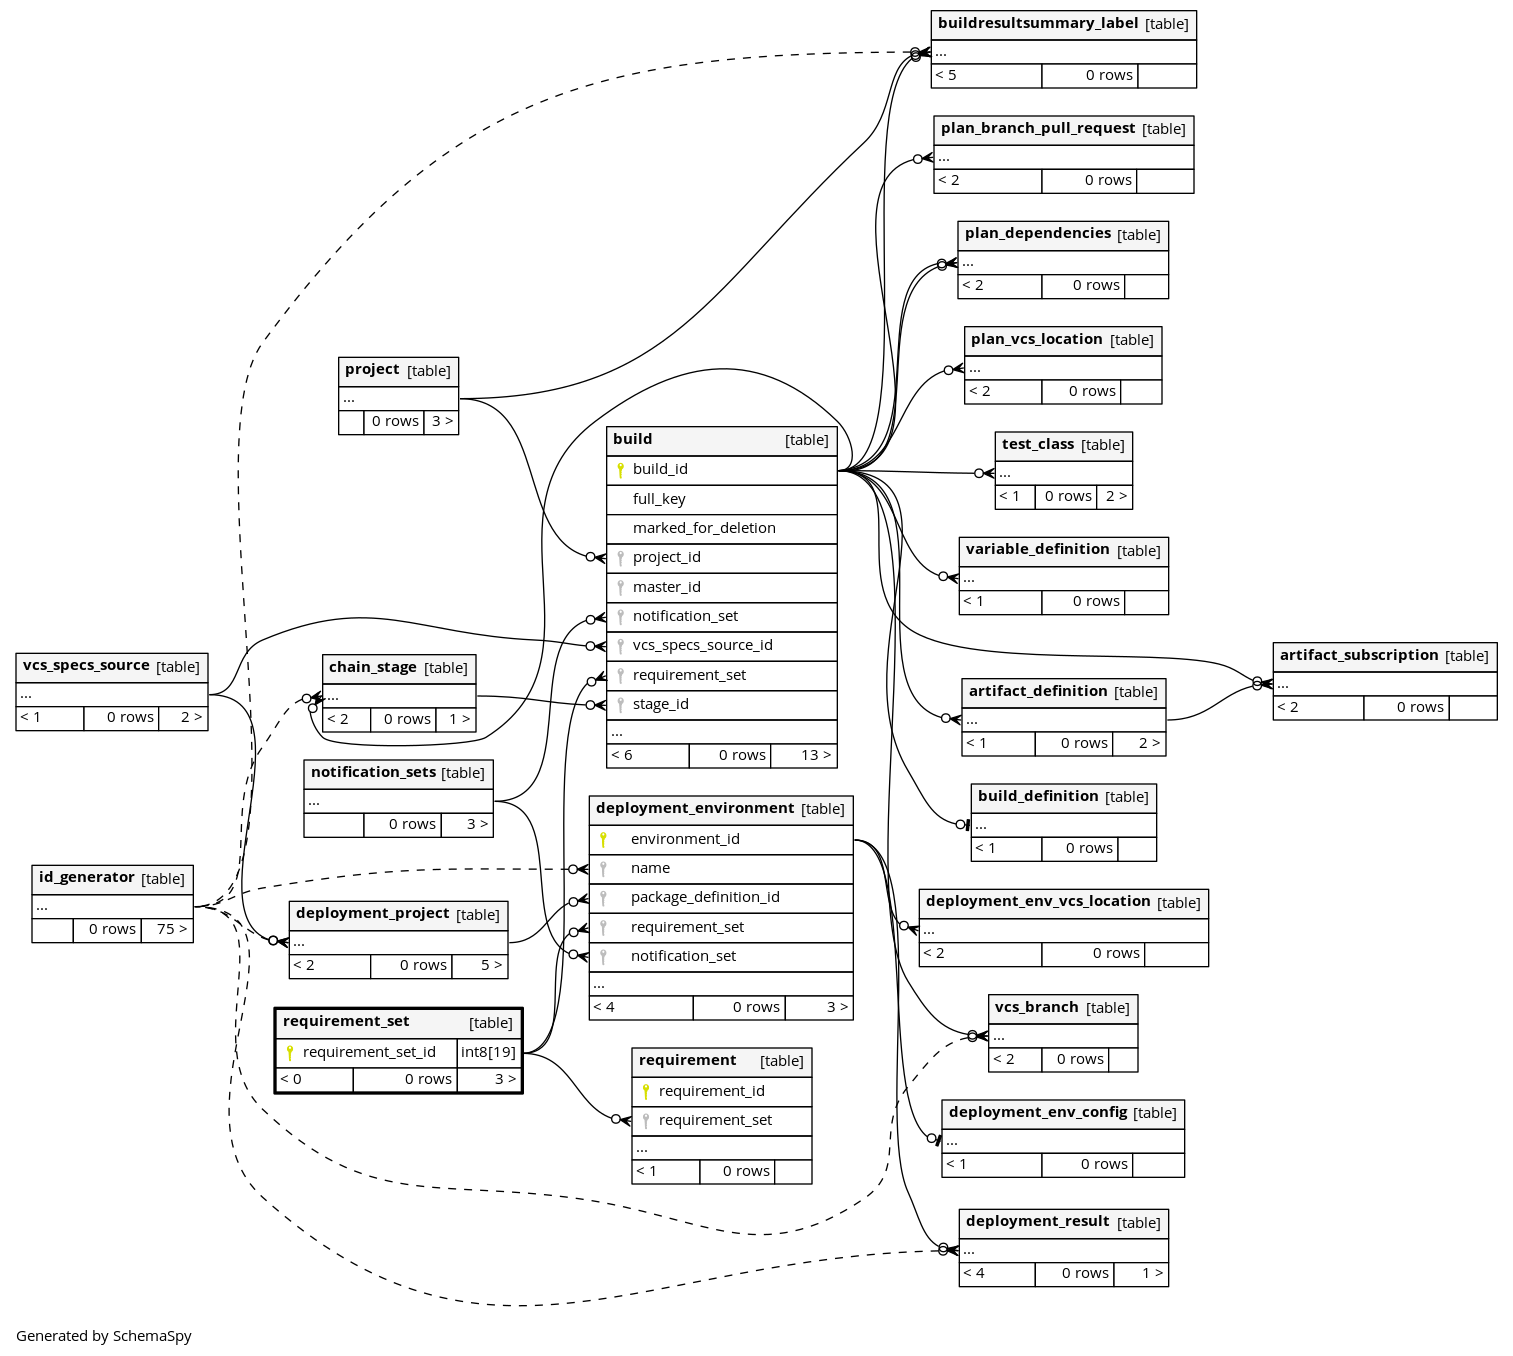 buildresultsummary_label [table]
...
< 5 0 rows
plan_branch_pull_request [table]
...
< 2 0 rows
plan_dependencies [table]
...
< 2 0 rows
plan_vcs_location [table]
...
< 2 0 rows
project [table]
...
0 rows 3 >
build [table]
build_id
full_key
marked_for_deletion
project_id
master_id
notification_set
vcs_specs_source_id
requirement_set
stage_id
...
< 6 0 rows 13 >
test_class [table]
...
< 1 0 rows 2 >
variable_definition [table]
...
< 1 0 rows
artifact_subscription [table]
...
< 2 0 rows
vcs_specs_source [table]
...
< 1 0 rows 2 >
chain_stage [table]
...
< 2 0 rows 1 >
artifact_definition [table]
...
< 1 0 rows 2 >
notification_sets [table]
...
0 rows 3 >
build_definition [table]
...
< 1 0 rows
deployment_environment [table]
environment_id
name
package_definition_id
requirement_set
notification_set
...
< 4 0 rows 3 >
id_generator [table]
...
0 rows 75 >
deployment_project [table]
...
< 2 0 rows 5 >
deployment_env_vcs_location [table]
...
< 2 0 rows
vcs_branch [table]
...
< 2 0 rows
requirement_set [table]
requirement_set_id int8[19]
< 0 0 rows 3 >
requirement [table]
requirement_id
requirement_set
...
< 1 0 rows
deployment_env_config [table]
...
< 1 0 rows
deployment_result [table]
...
< 4 0 rows 1 >
Generated by SchemaSpy